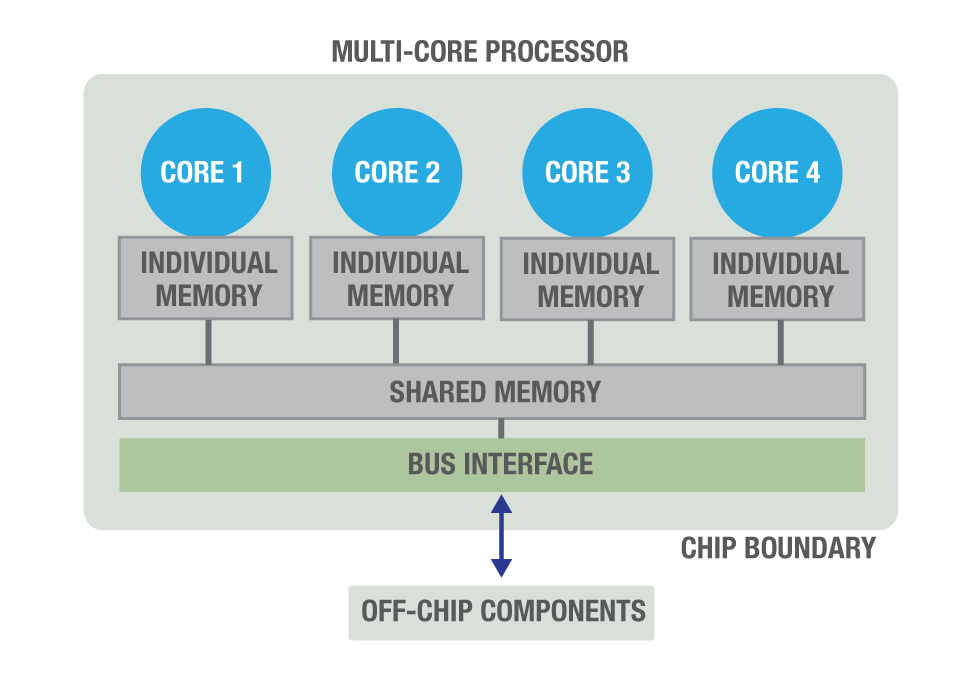 MULTI-CORE PROCESSOR
CORE 1
CORE 2
CORE 3
CORE 4
INDIVIDUAL
MEMORY
INDIVIDUAL
MEMORY
INDIVIDUAL
MEMORY
INDIVIDUAL
MEMORY
SHARED MEMORY
BUS INTERFACE
CHIP BOUNDARY
OFF-CHIP COMPONENTS